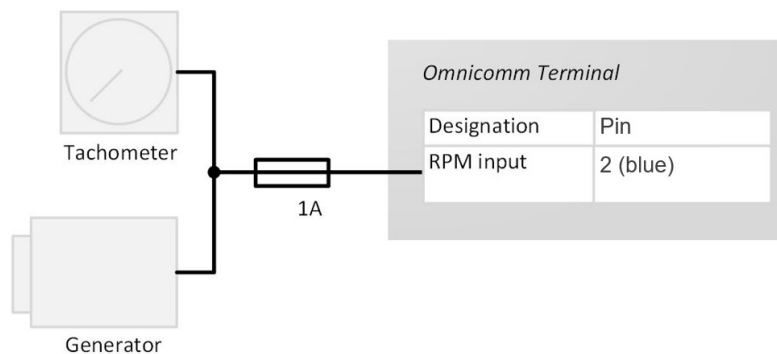 Omnicomm Terminal
Designation Pin
RPM input 2 (blue)
Tachometer
1A
Generator